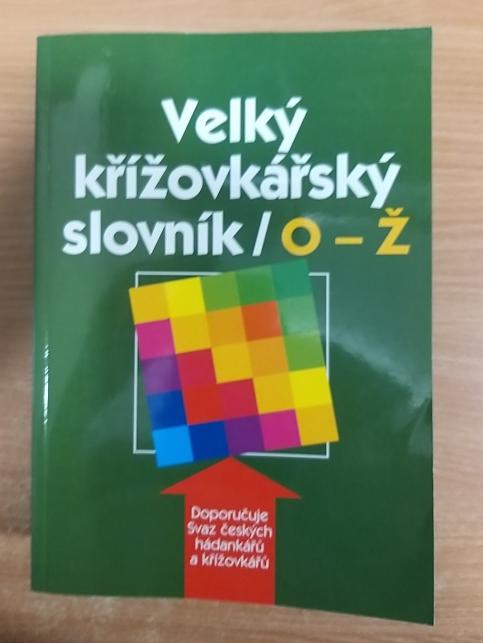 Velký
křížovkářský
slovník / O – Ž
Doporučuje
Svaz českých
hádankářů
a křížovkářů